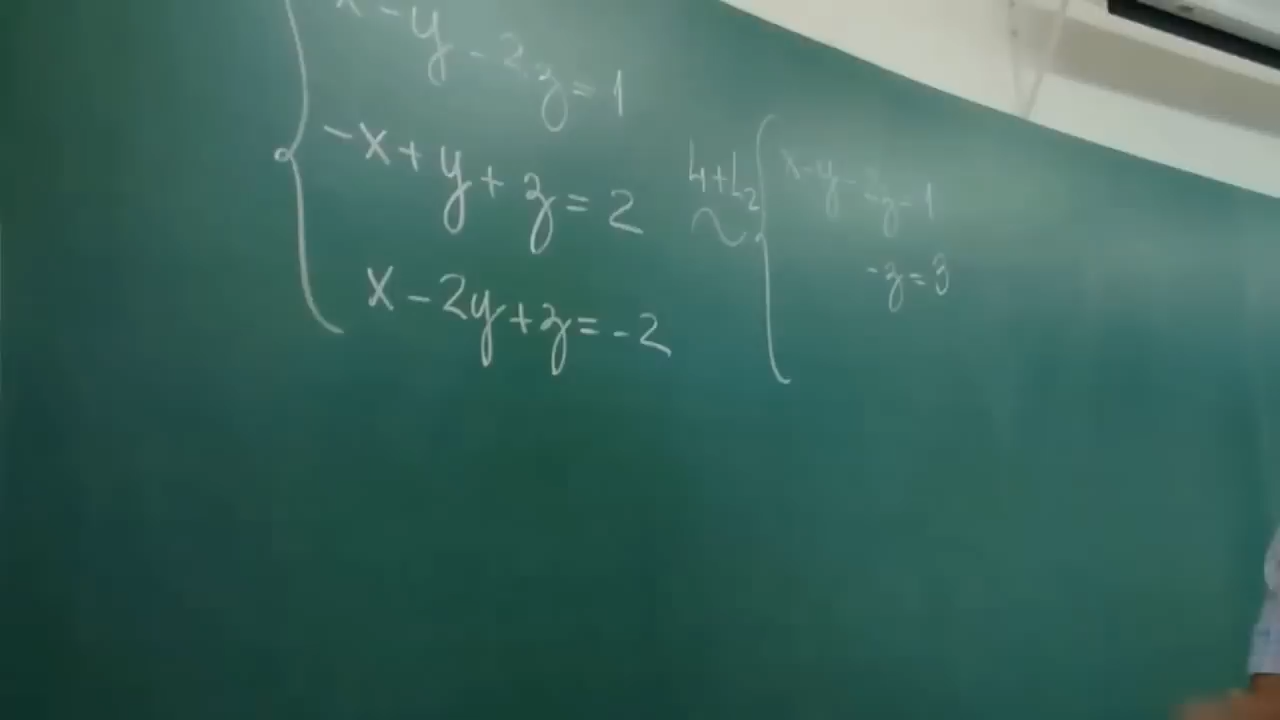 x - y - 2z = 1
-x + y + z = 2
x - 2y + z = -2
L1+L2
~
x - y - 2z = 1
-z = 3